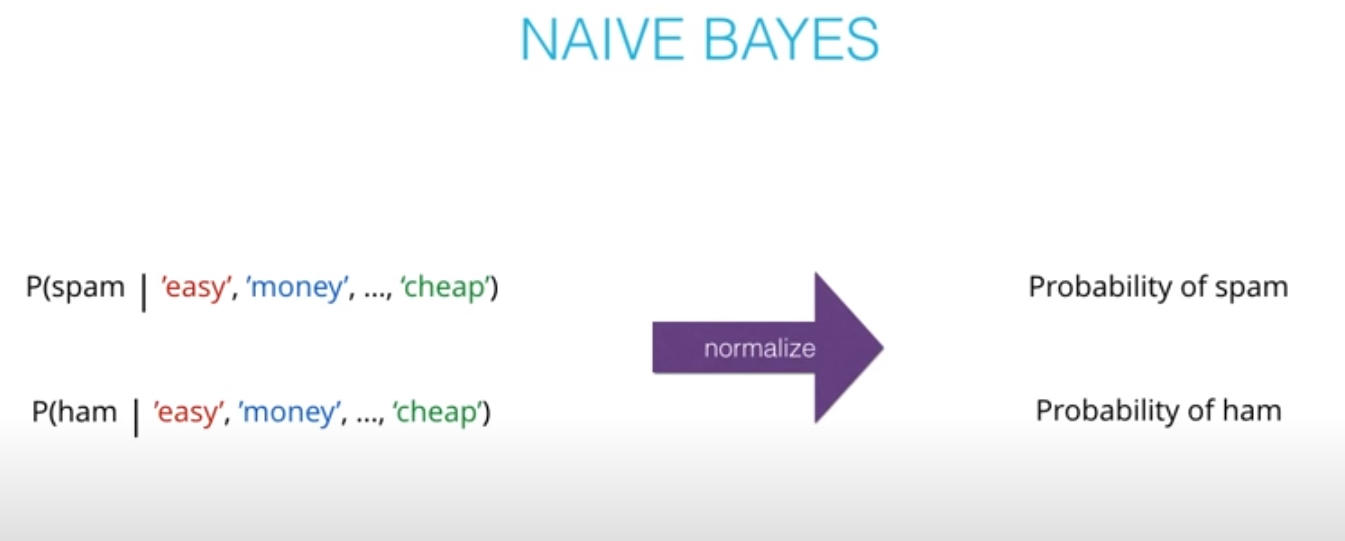 NAIVE BAYES
P(spam | ’easy’, ’money’, ..., ‘cheap’)
Probability of spam
normalize
P(ham | ’easy’, ’money’, ..., ‘cheap’)
Probability of ham